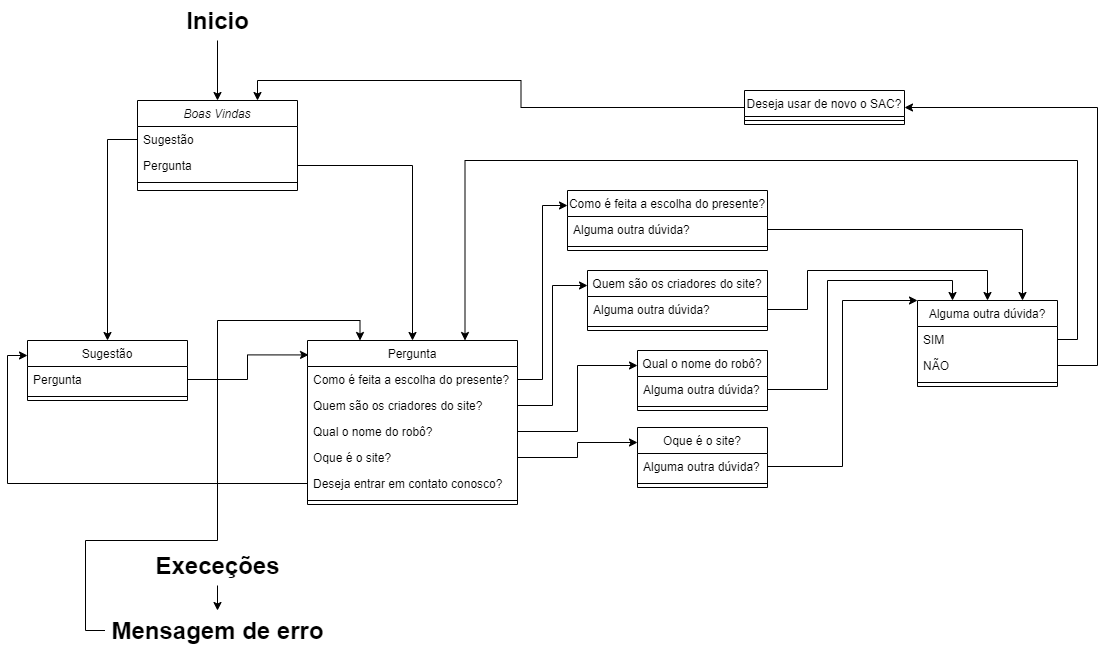 Inicio
Boas Vindas
Sugestão
Pergunta
Deseja usar de novo o SAC?
Como é feita a escolha do presente?
Alguma outra dúvida?
Quem são os criadores do site?
Alguma outra dúvida?
Alguma outra dúvida?
SIM
NÃO
Sugestão
Pergunta
Pergunta
Como é feita a escolha do presente?
Quem são os criadores do site?
Qual o nome do robô?
Oque é o site?
Deseja entrar em contato conosco?
Qual o nome do robô?
Alguma outra dúvida?
Oque é o site?
Alguma outra dúvida?
Execeções
Mensagem de erro